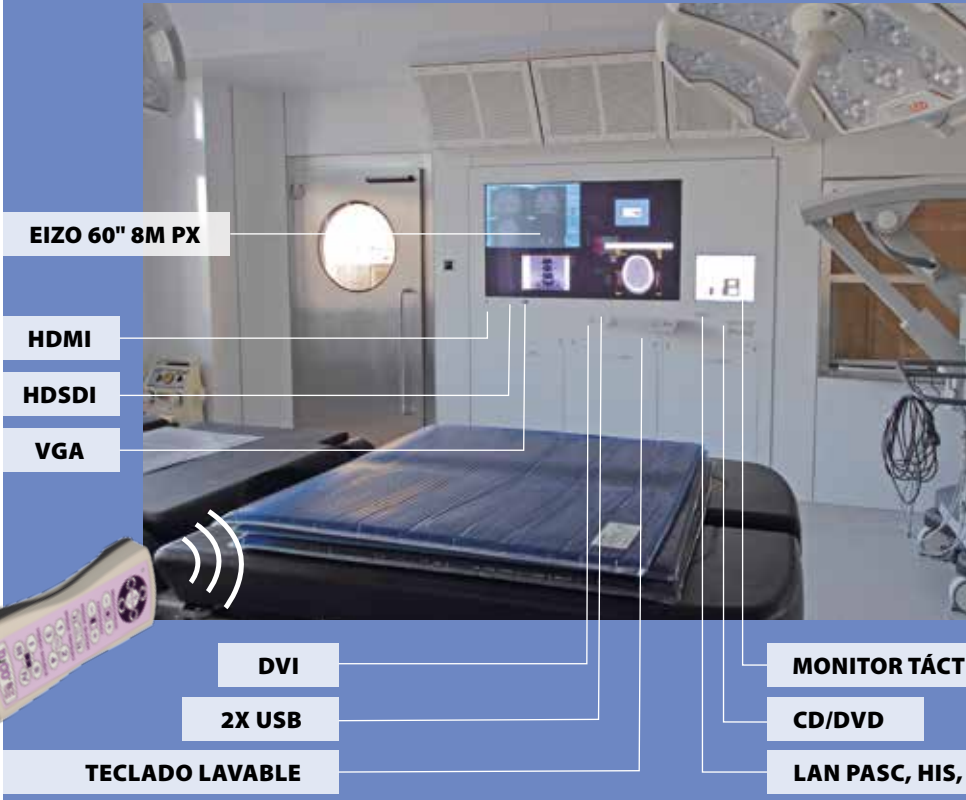 EIZO 60" 8M PX
HDMI
HDSDI
VGA
DVI
2X USB
TECLADO LAVABLE
MONITOR TÁCT
CD/DVD
LAN PASC, HIS,